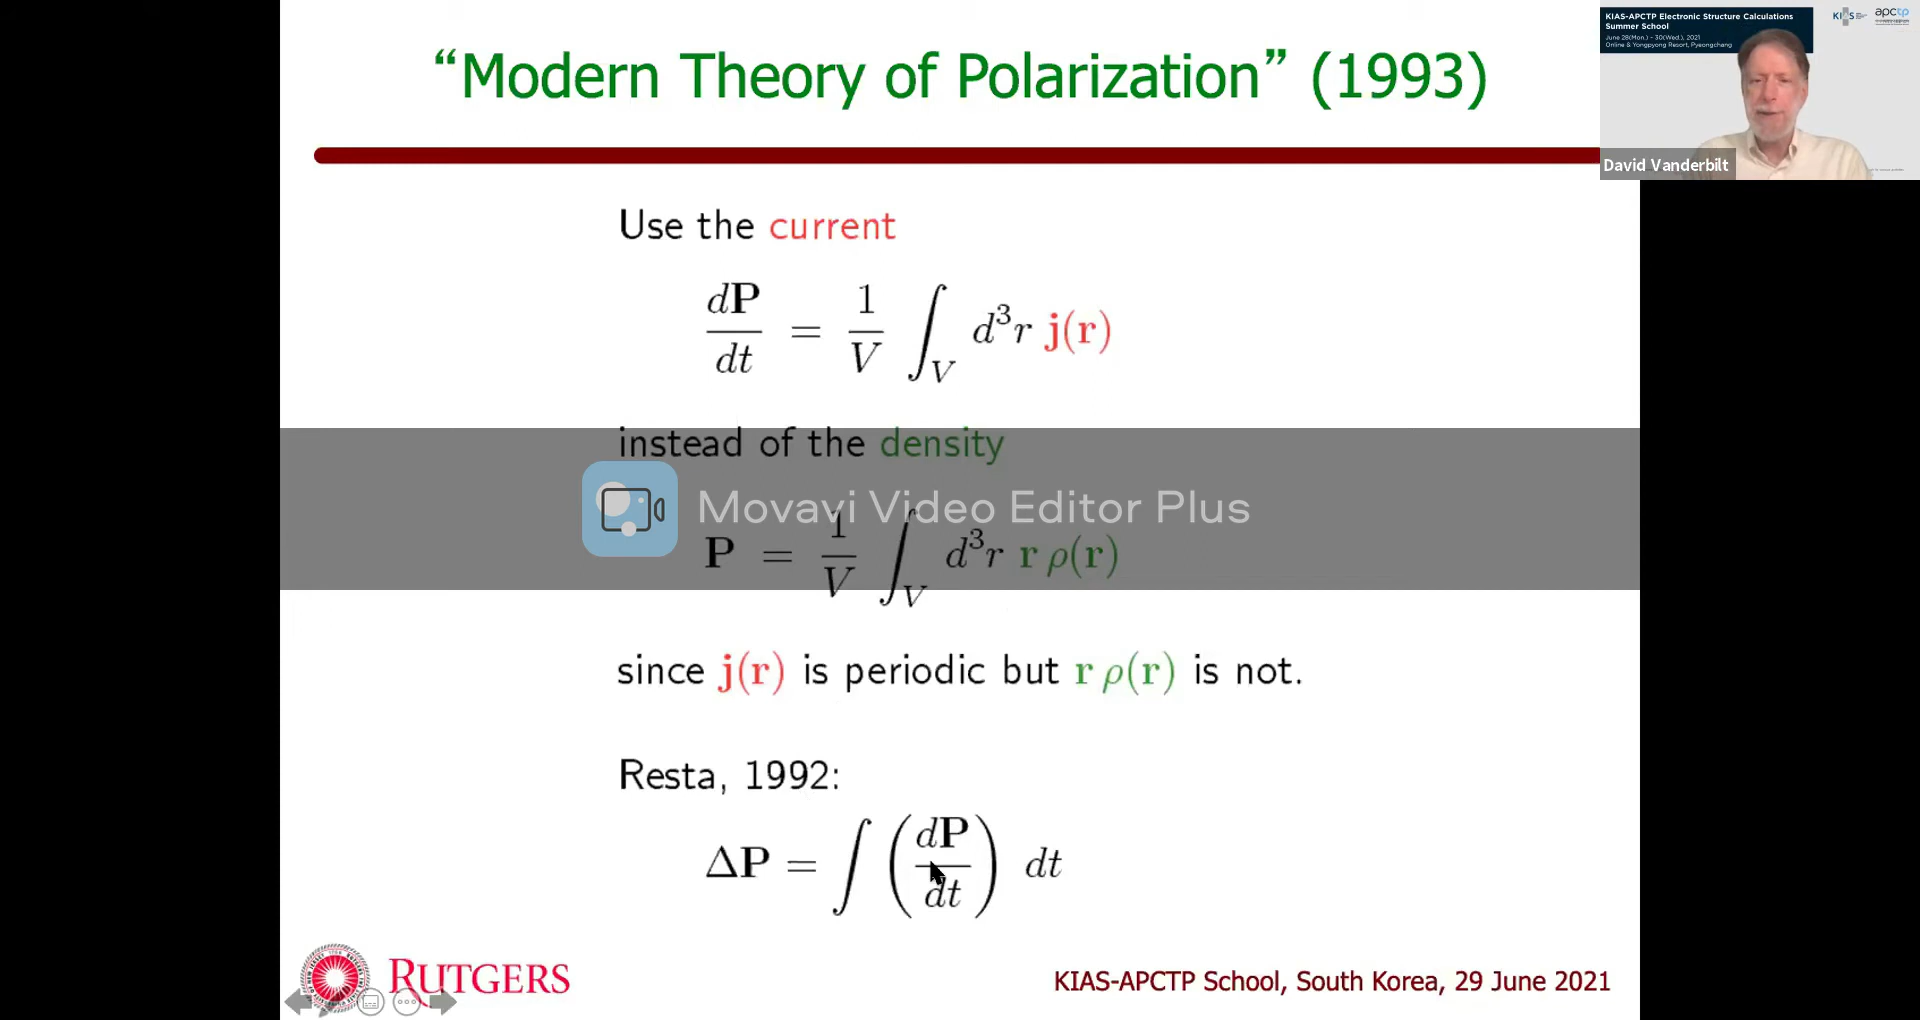 “Modern Theory of Polarization” (1993)
KIAS-APCTP Electronic Structure Calculations
Summer School
June 28(Mon.) - 30(Wed.), 2021
Online & Yongpyong Resort, Pyeongchang
KIAS
apctp
David Vanderbilt
Use the current
dP/dt = 1/V ∫_V d³r j(r)
instead of the density
Movavi Video Editor Plus
P = 1/V ∫_V d³r r ρ(r)
since j(r) is periodic but r ρ(r) is not.
Resta, 1992:
ΔP = ∫ (dP/dt) dt
RUTGERS
KIAS-APCTP School, South Korea, 29 June 2021